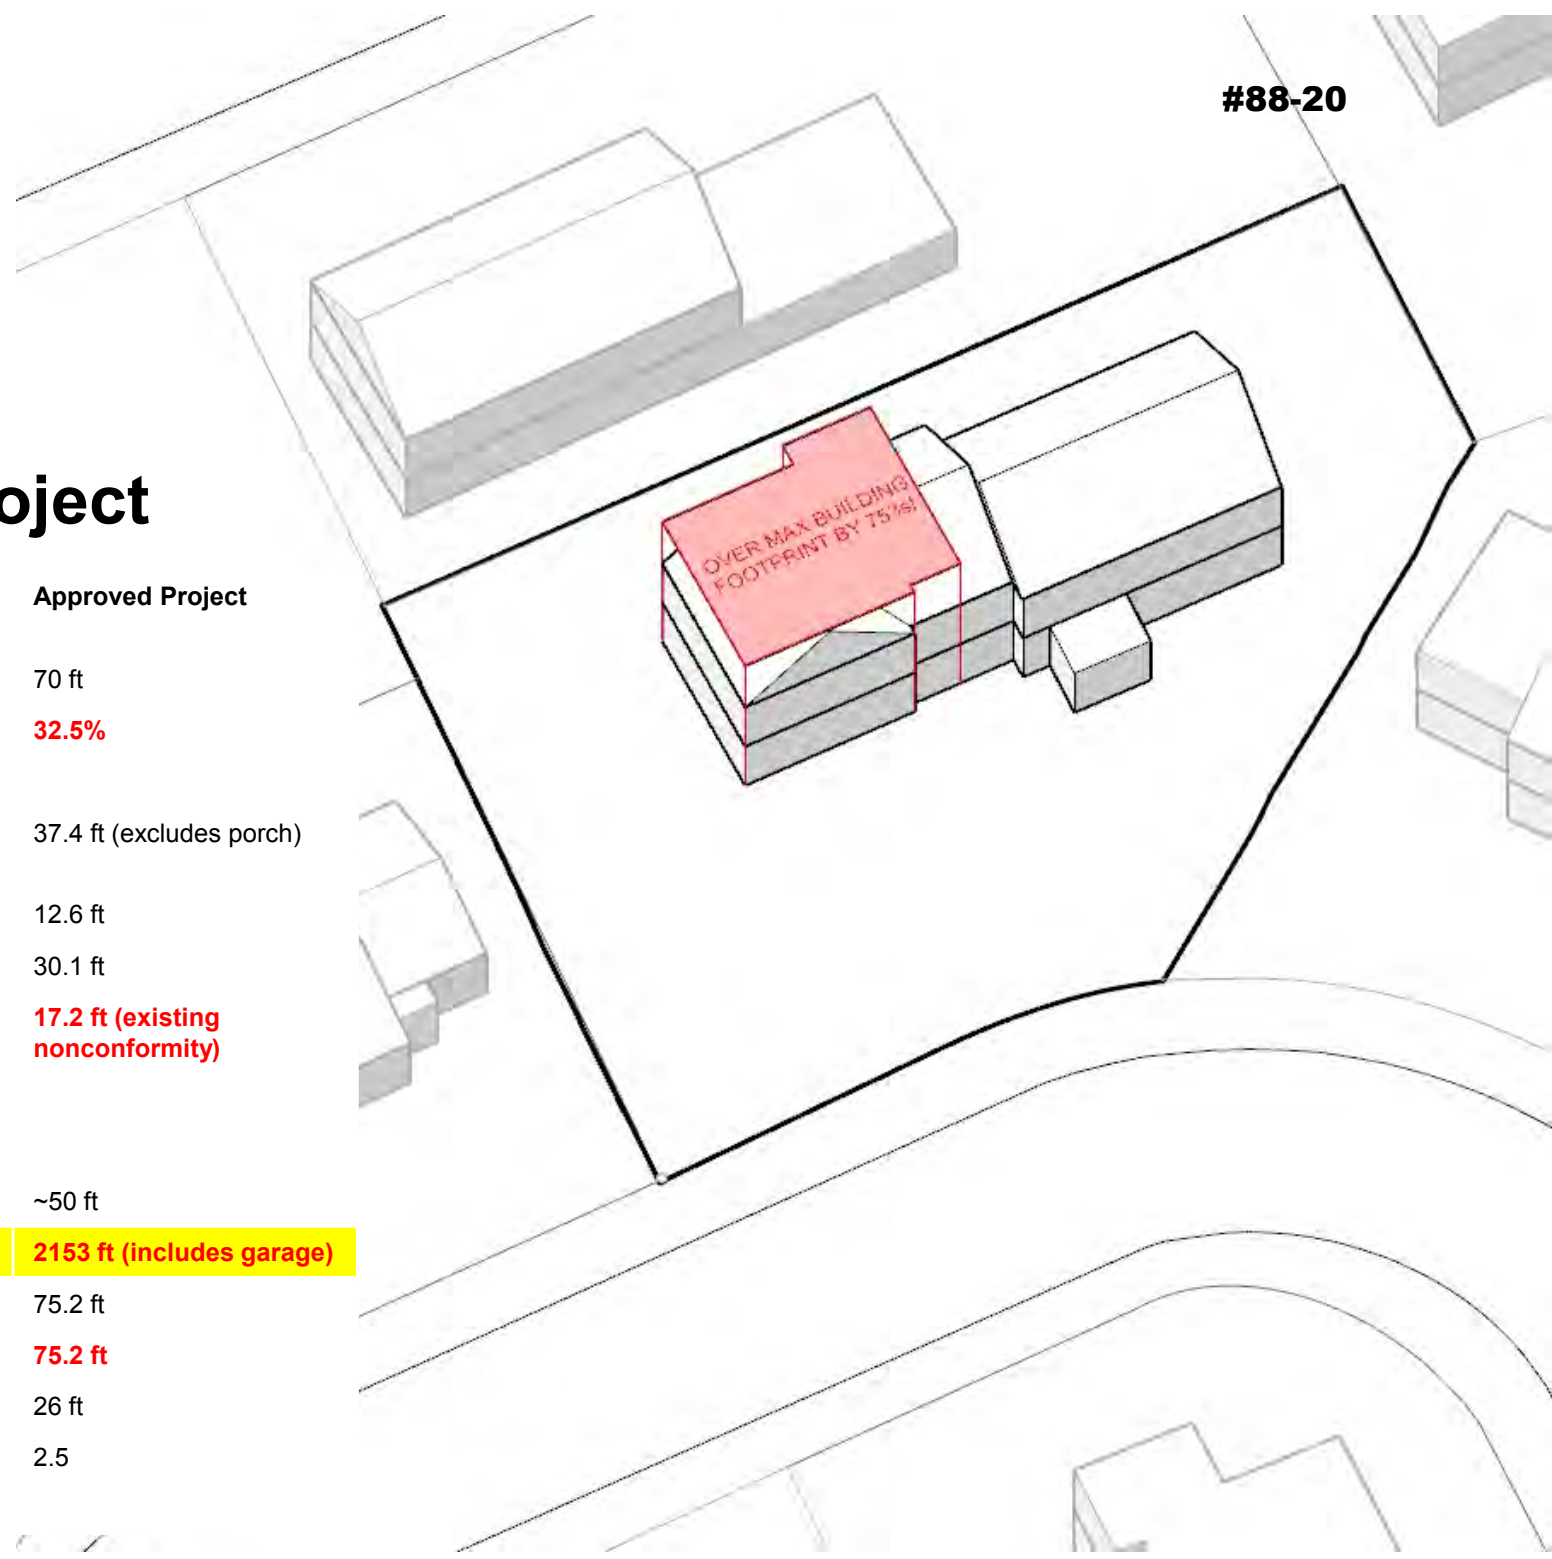 #88-20
oject
Approved Project
70 ft
32.5%
37.4 ft (excludes porch)
12.6 ft
30.1 ft
17.2 ft (existing
nonconformity)
~50 ft
2153 ft (includes garage)
75.2 ft
75.2 ft
26 ft
2.5
OVER MAX BUILDING
FOOTPRINT BY